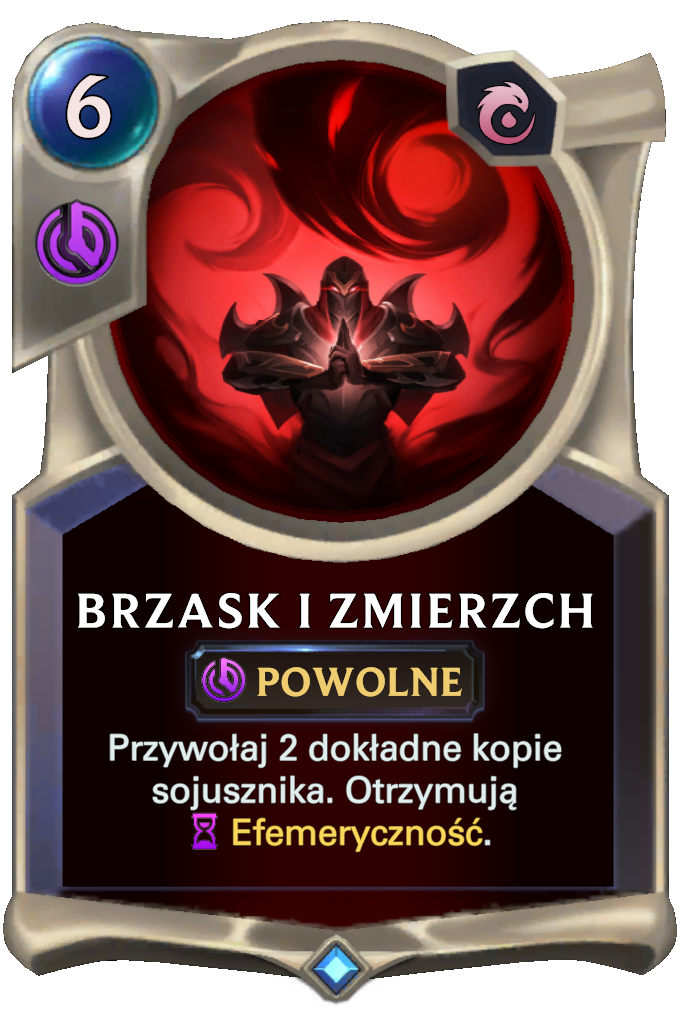 6
BRZASK I ZMIERZCH
POWOLNE
Przywołaj 2 dokładne kopie
sojusznika. Otrzymują
Efemeryczność.